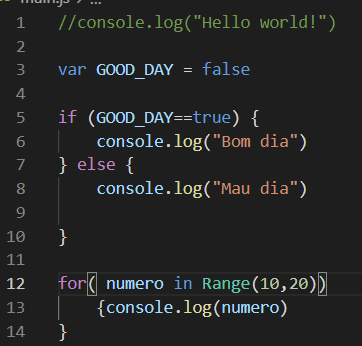 main.js > ...
1 //console.log("Hello world!")
2
3 var GOOD_DAY = false
4
5 if (GOOD_DAY==true) {
6 console.log("Bom dia")
7 } else {
8 console.log("Mau dia")
9
10 }
11
12 for( numero in Range(10,20))
13 {console.log(numero)
14 }